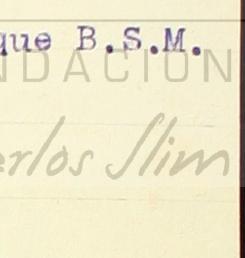 que B.S.M.
NDACION
rlos Slim